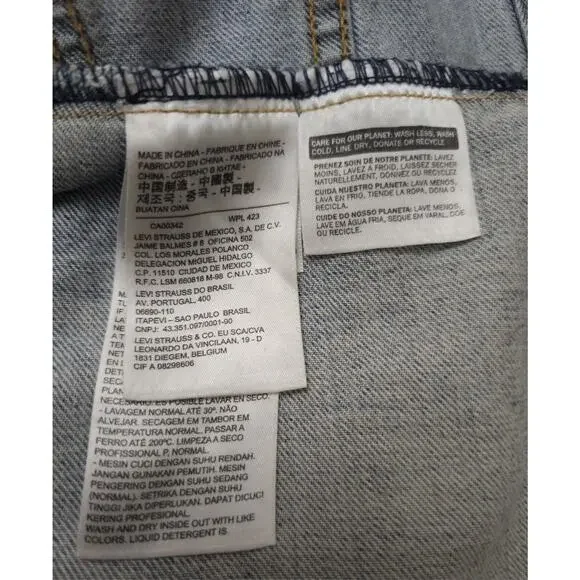 MADE IN CHINA - FABRIQUE EN CHINE -
FABRICADO EN CHINA - FABRICADO NA
CHINA - СДЕЛАНО В КИТАЕ -
中国制造 - 中國製 -
제조국 : 중국 - 中国製
BUATAN CINA
CA00342 WPL 423
LEVI STRAUSS DE MEXICO, S.A. DE C.V.
JAIME BALMES # 8 OFICINA 502
COL. LOS MORALES POLANCO
DELEGACION MIGUEL HIDALGO
C.P. 11510 CIUDAD DE MEXICO
R.F.C. LSM 660818 M-98 C.N.I.V. 3337
LEVI STRAUSS DO BRASIL
AV. PORTUGAL, 400
06690-110
ITAPEVI – SAO PAULO BRASIL
CNPJ: 43.351.097/0001-90
LEVI STRAUSS & CO. EU SCA/CVA
LEONARDO DA VINCILAAN, 19 - D
1831 DIEGEM, BELGIUM
CIF A 08298606
NECESARIO. ES POSIBLE LAVAR EN SECO.
- LAVAGEM NORMAL ATÉ 30º. NÃO
ALVEJAR. SECAGEM EM TAMBOR EM
TEMPERATURA NORMAL. PASSAR A
FERRO ATÉ 200ºC. LIMPEZA A SECO
PROFISSIONAL P, NORMAL.
- MESIN CUCI DENGAN SUHU RENDAH.
JANGAN GUNAKAN PEMUTIH. MESIN
PENGERING DENGAN SUHU SEDANG
(NORMAL). SETRIKA DENGAN SUHU
TINGGI JIKA DIPERLUKAN. DAPAT DICUCI
KERING PROFESIONAL.
WASH AND DRY INSIDE OUT WITH LIKE
COLORS. LIQUID DETERGENT IS
CARE FOR OUR PLANET: WASH LESS, WASH
COLD, LINE DRY, DONATE OR RECYCLE
PRENEZ SOIN DE NOTRE PLANÈTE: LAVEZ
MOINS, LAVEZ A FROID, LAISSEZ SÉCHER
NATURELLEMENT, DONNEZ OU RECYCLEZ
CUIDA NUESTRO PLANETA: LAVA MENOS,
LAVA EN FRÍO, TIENDE LA ROPA, DONA O
RECICLA.
CUIDE DO NOSSO PLANETA: LAVE MENOS,
LAVE EM ÁGUA FRIA, SEQUE NO VARAL, DOE
OU RECICLE.